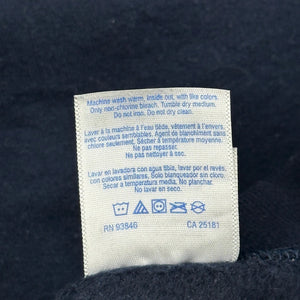 Machine wash warm, inside out, with like colors.
Only non-chlorine bleach. Tumble dry medium.
Do not iron. Do not dry clean.
Laver à la machine à l'eau tiède, vêtement à l'envers,
avec couleurs semblables. Agent de blanchiment sans
chlore seulement. Sécher à température moyenne.
Ne pas repasser.
Ne pas nettoyer à sec.
Lavar en lavadora con agua tibia, lavar por el revés,
con colores similares. Solo blanqueador sin cloro.
Secar a temperatura media. No planchar.
No lavar en seco.
RN 93846 CA 25181